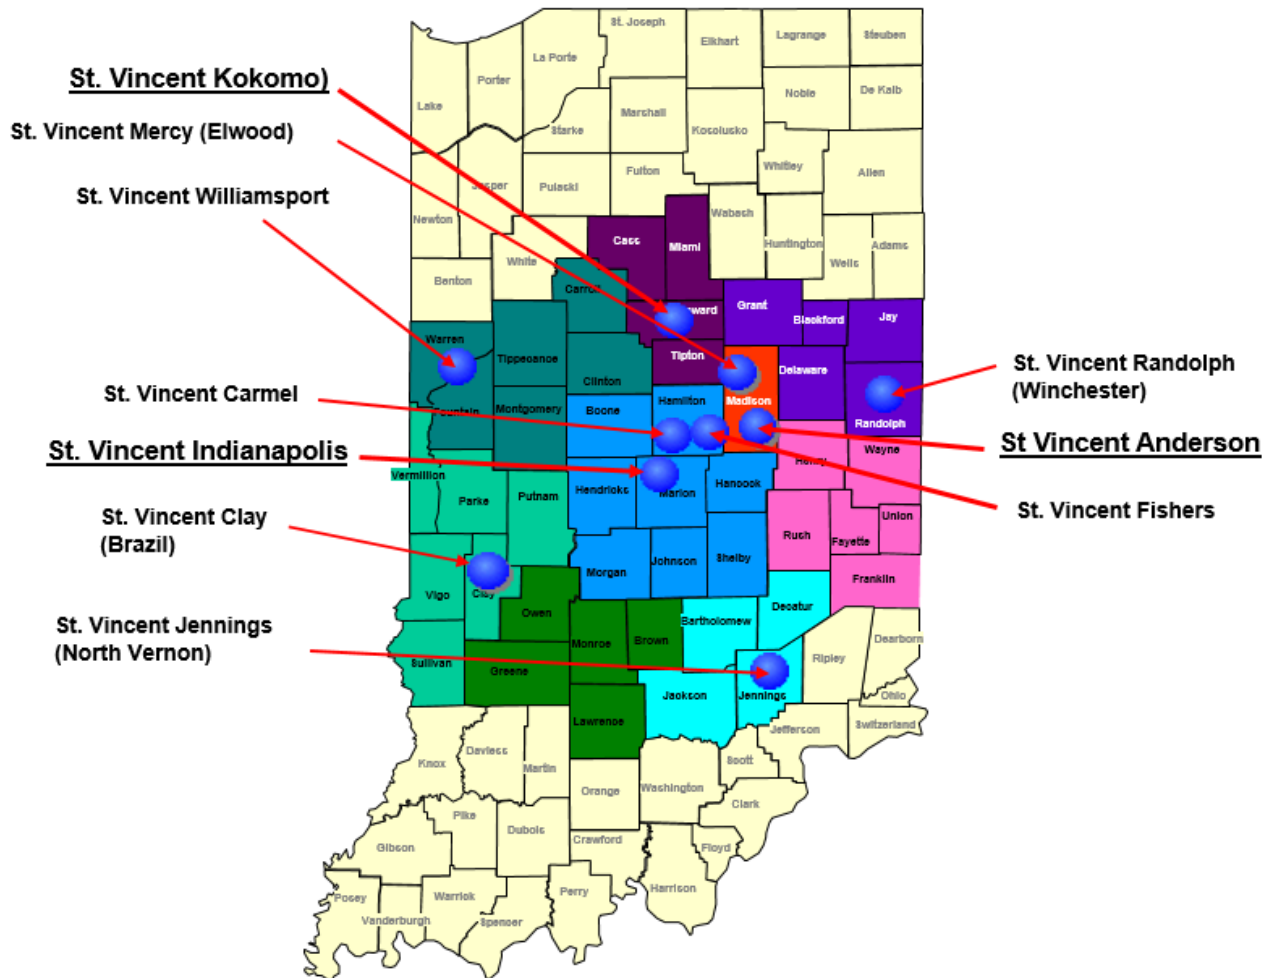 St. Vincent Kokomo)
St. Vincent Mercy (Elwood)
St. Vincent Williamsport
St. Vincent Carmel
St. Vincent Indianapolis
St. Vincent Clay
(Brazil)
St. Vincent Jennings
(North Vernon)
St. Vincent Randolph
(Winchester)
St Vincent Anderson
St. Vincent Fishers
St. Joseph
Elkhart
Lagrange
Steuben
La Porte
Porter
Lake
Noble
De Kalb
Marshall
Starke
Kosolusko
Whitley
Allen
Fulton
Pulaski
Jasper
Newton
Wabash
Huntington
Wells
Adams
White
Benton
Cass
Miami
Carroll
ward
Grant
Blackford
Jay
Warren
Tippecanoe
Clinton
Tipton
Madison
Delaware
Randolph
Fountain
Montgomery
Boone
Hamilton
Henry
Wayne
Vermillion
Parke
Putnam
Hendricks
Marion
Hancock
Rush
Fayette
Union
Vigo
Clay
Morgan
Johnson
Shelby
Franklin
Owen
Decatur
Bartholomew
Sullivan
Greene
Monroe
Brown
Jackson
Jennings
Ripley
Dearborn
Ohio
Lawrence
Jefferson
Switzerland
Knox
Daviess
Martin
Scott
Orange
Washington
Clark
Pike
Dubois
Gibson
Crawford
Floyd
Harrison
Posey
Vanderburgh
Warrick
Spencer
Perry